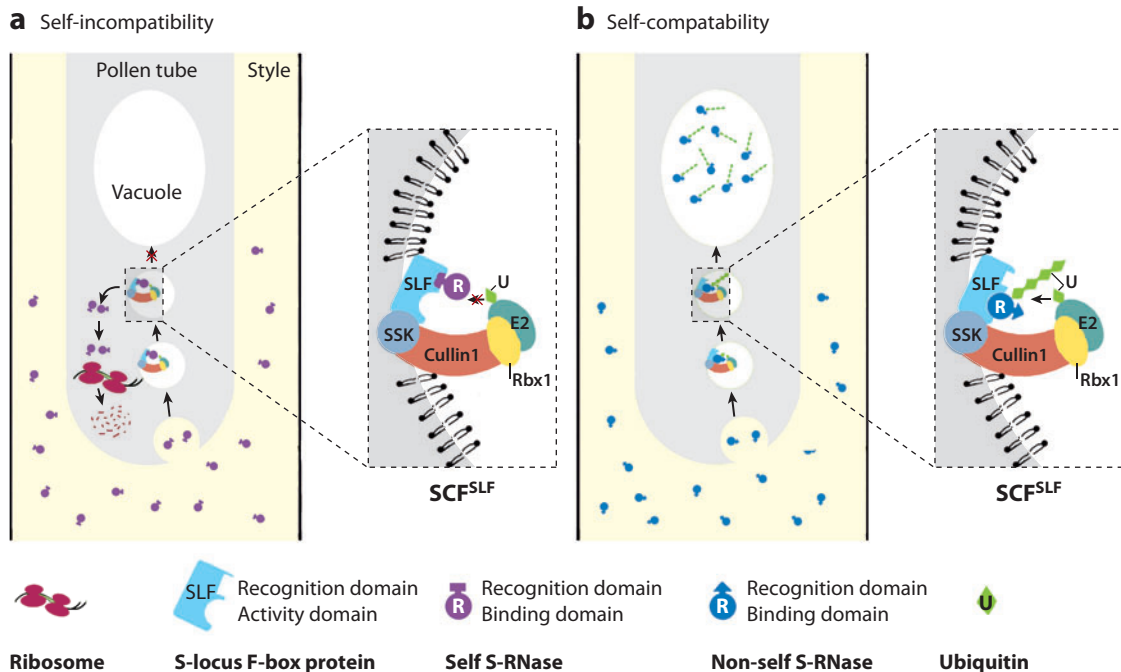 a Self-incompatibility
Pollen tube
Style
Vacuole
SLF
R
U
E2
SSK
Cullin1
Rbx1
SCFSLF
b Self-compatability
SLF
R
U
E2
SSK
Cullin1
Rbx1
SCFSLF
SLF
Recognition domain
Activity domain
R
Recognition domain
Binding domain
R
Recognition domain
Binding domain
U
Ribosome
S-locus F-box protein
Self S-RNase
Non-self S-RNase
Ubiquitin